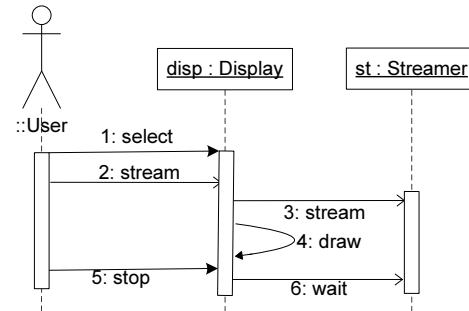 disp : Display
st : Streamer
::User
1: select
2: stream
3: stream
4: draw
5: stop
6: wait